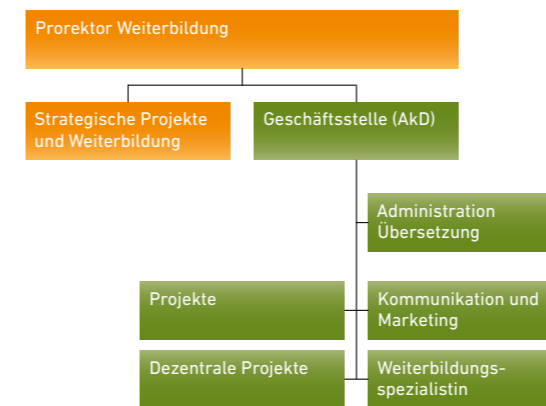 Prorektor Weiterbildung
Strategische Projekte
und Weiterbildung
Geschäftsstelle (AkD)
Administration
Übersetzung
Projekte
Kommunikation und
Marketing
Dezentrale Projekte
Weiterbildungs-
spezialistin